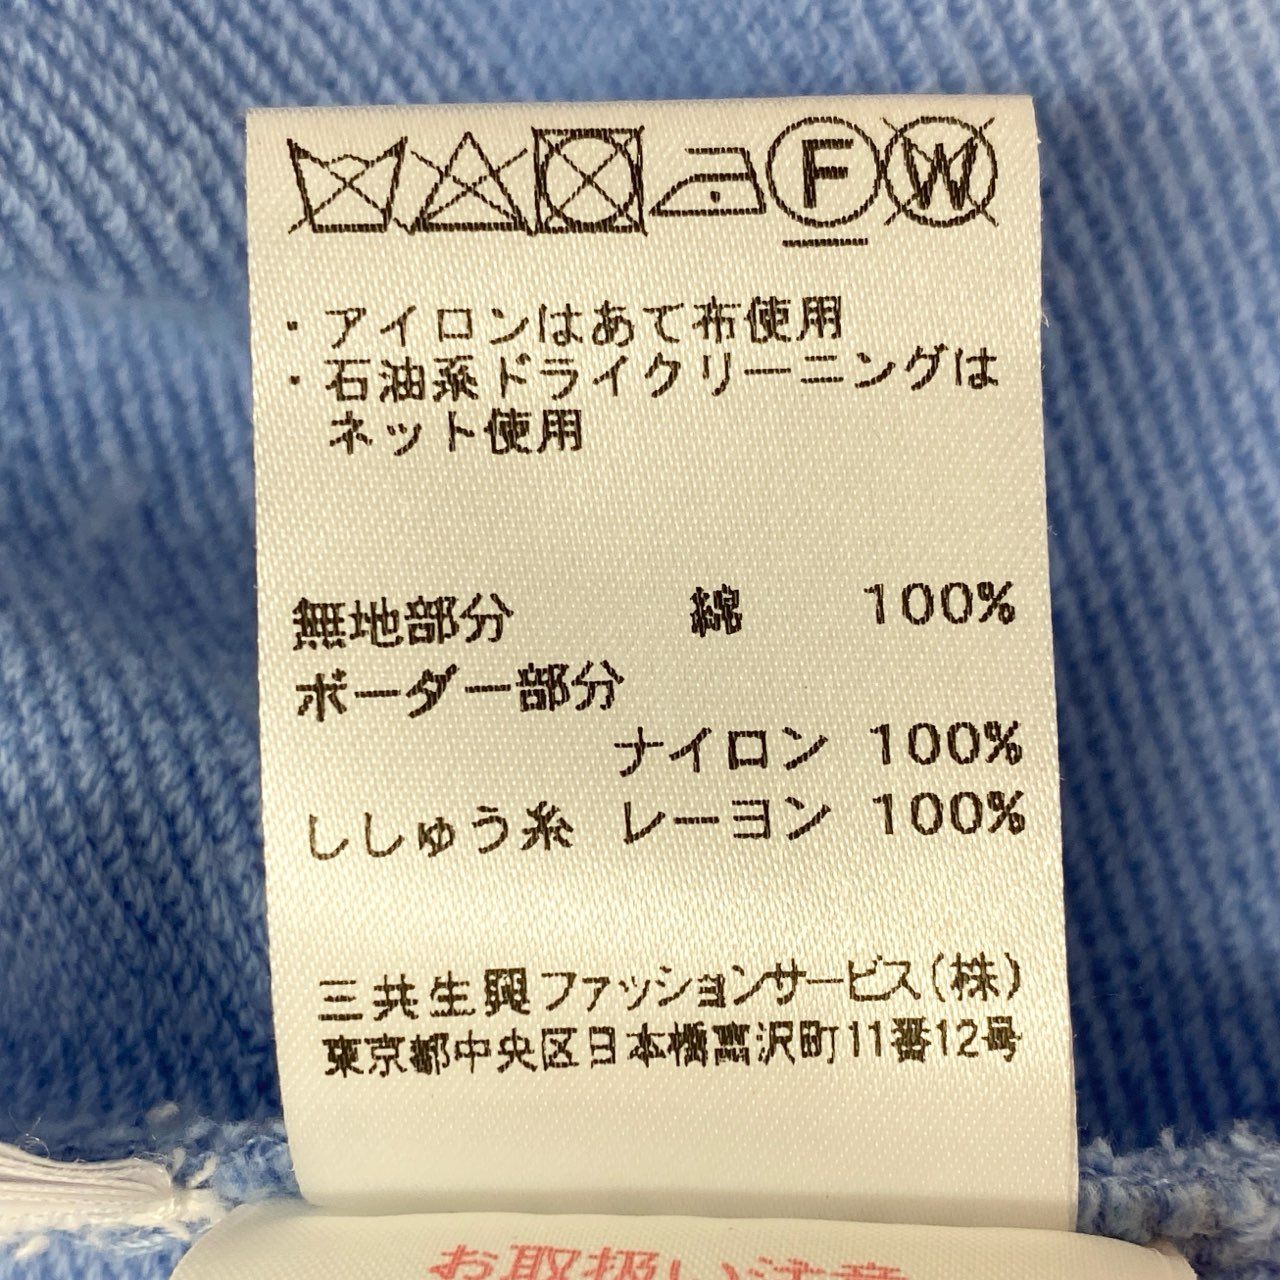 F W
・アイロンはあて布使用
・石油系ドライクリーニングは
ネット使用
無地部分 綿 100%
ボーダー部分
ナイロン 100%
ししゅう糸 レーヨン 100%
三共生興ファッションサービス(株)
東京都中央区日本橋富沢町11番12号
お取扱い注意